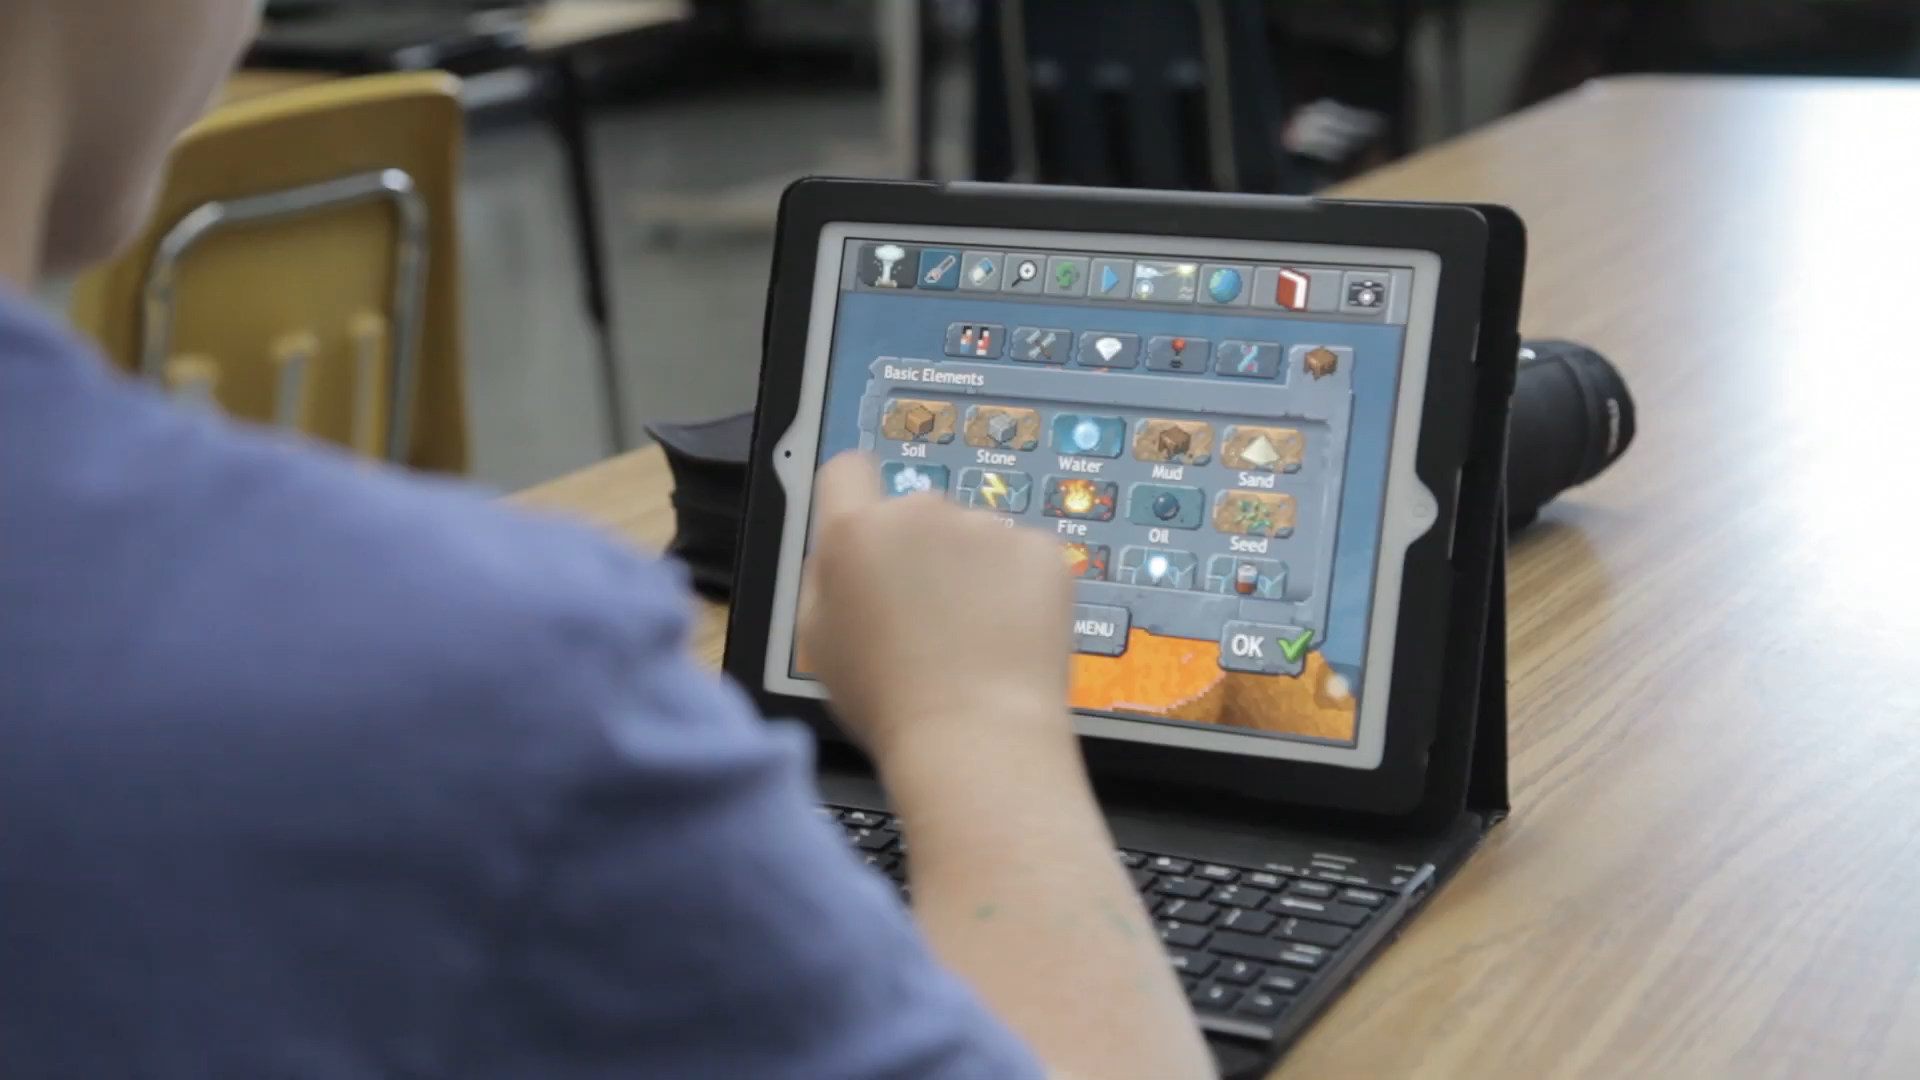 Basic Elements
Soil
Stone
Water
Mud
Sand
Fire
Oil
Seed
MENU
OK